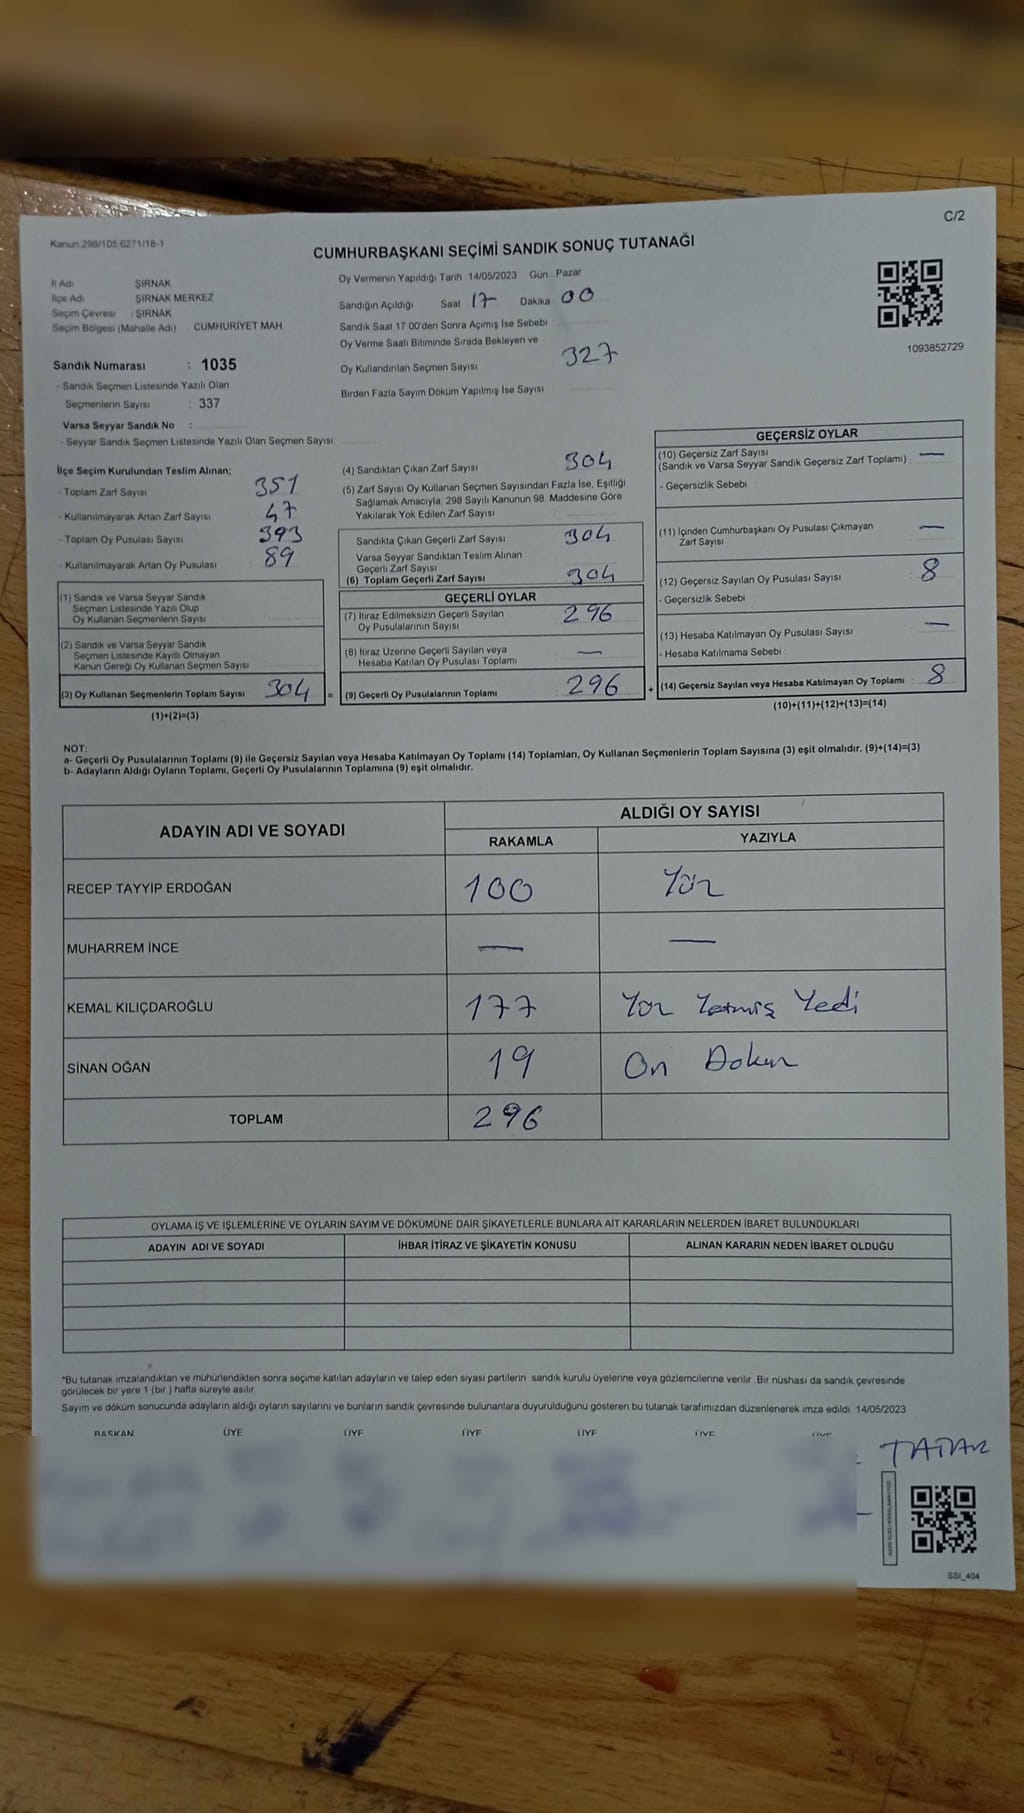 C/2
Kanun 298/105 6271/18-1
CUMHURBAŞKANI SEÇİMİ SANDIK SONUÇ TUTANAĞI
İl Adı ŞIRNAK
İlçe Adı ŞIRNAK MERKEZ
Seçim Çevresi : ŞIRNAK
Seçim Bölgesi (Mahalle Adı) CUMHURİYET MAH.
Sandık Numarası : 1035
- Sandık Seçmen Listesinde Yazılı Olan
Seçmenlerin Sayısı : 337
Varsa Seyyar Sandık No :
- Seyyar Sandık Seçmen Listesinde Yazılı Olan Seçmen Sayısı
Oy Vermenin Yapıldığı Tarih 14/05/2023 Gün Pazar
Sandığın Açıldığı Saat 17 Dakika 00
Sandık Saat 17.00'den Sonra Açımış İse Sebebi
Oy Verme Saati Bitiminde Sırada Bekleyen ve
Oy Kullandırılan Seçmen Sayısı 327
Birden Fazla Sayım Döküm Yapılmış İse Sayısı
1093852729
İlçe Seçim Kurulundan Teslim Alınan;
- Toplam Zarf Sayısı 351
- Kullanılmayarak Artan Zarf Sayısı 47
- Toplam Oy Pusulası Sayısı 393
- Kullanılmayarak Artan Oy Pusulası 89
(1) Sandık ve Varsa Seyyar Sandık
Seçmen Listesinde Yazılı Olup
Oy Kullanan Seçmenlerin Sayısı
(2) Sandık ve Varsa Seyyar Sandık
Seçmen Listesinde Kayıtlı Olmayan
Kanun Gereği Oy Kullanan Seçmen Sayısı
(3) Oy Kullanan Seçmenlerin Toplam Sayısı 304 =
(1)+(2)=(3)
(4) Sandıktan Çıkan Zarf Sayısı 304
(5) Zarf Sayısı Oy Kullanan Seçmen Sayısından Fazla İse, Eşitliği
Sağlamak Amacıyla, 298 Sayılı Kanunun 98. Maddesine Göre
Yakılarak Yok Edilen Zarf Sayısı
Sandıkta Çıkan Geçerli Zarf Sayısı 304
Varsa Seyyar Sandıktan Teslim Alınan
Geçerli Zarf Sayısı
(6) Toplam Geçerli Zarf Sayısı 304
GEÇERLİ OYLAR
(7) İtiraz Edilmeksizin Geçerli Sayılan
Oy Pusulalarının Sayısı 296
(8) İtiraz Üzerine Geçerli Sayılan veya
Hesaba Katılan Oy Pusulası Toplamı —
(9) Geçerli Oy Pusulalarının Toplamı : 296 +
GEÇERSİZ OYLAR
(10) Geçersiz Zarf Sayısı —
(Sandık ve Varsa Seyyar Sandık Geçersiz Zarf Toplamı)
- Geçersizlik Sebebi :
(11) İçinden Cumhurbaşkanı Oy Pusulası Çıkmayan —
Zarf Sayısı
(12) Geçersiz Sayılan Oy Pusulası Sayısı 8
- Geçersizlik Sebebi :
(13) Hesaba Katılmayan Oy Pusulası Sayısı —
- Hesaba Katılmama Sebebi :
(14) Geçersiz Sayılan veya Hesaba Katılmayan Oy Toplamı : 8
(10)+(11)+(12)+(13)=(14)
NOT:
a- Geçerli Oy Pusulalarının Toplamı (9) ile Geçersiz Sayılan veya Hesaba Katılmayan Oy Toplamı (14) Toplamları, Oy Kullanan Seçmenlerin Toplam Sayısına (3) eşit olmalıdır. (9)+(14)=(3)
b- Adayların Aldığı Oyların Toplamı, Geçerli Oy Pusulalarının Toplamına (9) eşit olmalıdır.
ADAYIN ADI VE SOYADI ALDIĞI OY SAYISI
RAKAMLA YAZIYLA
RECEP TAYYİP ERDOĞAN 100 Yüz
MUHARREM İNCE — —
KEMAL KILIÇDAROĞLU 177 Yüz Yetmiş Yedi
SİNAN OĞAN 19 On Dokuz
TOPLAM 296
OYLAMA İŞ VE İŞLEMLERİNE VE OYLARIN SAYIM VE DÖKÜMÜNE DAİR ŞİKAYETLERLE BUNLARA AİT KARARLARIN NELERDEN İBARET BULUNDUKLARI
ADAYIN ADI VE SOYADI İHBAR İTİRAZ VE ŞİKAYETİN KONUSU ALINAN KARARIN NEDEN İBARET OLDUĞU
*Bu tutanak imzalandıktan ve mühürlendikten sonra seçime katılan adayların ve talep eden siyasi partilerin sandık kurulu üyelerine veya gözlemcilerine verilir. Bir nüshası da sandık çevresinde
görülecek bir yere 1 (bir ) hafta süreyle asılır.
Sayım ve döküm sonucunda adayların aldığı oyların sayılarını ve bunların sandık çevresinde bulunanlara duyurulduğunu gösteren bu tutanak tarafımızdan düzenlenerek imza edildi. 14/05/2023
BAŞKAN ÜYE ÜYE ÜYE ÜYE ÜYE ÜYE
TATAR
SSI_404